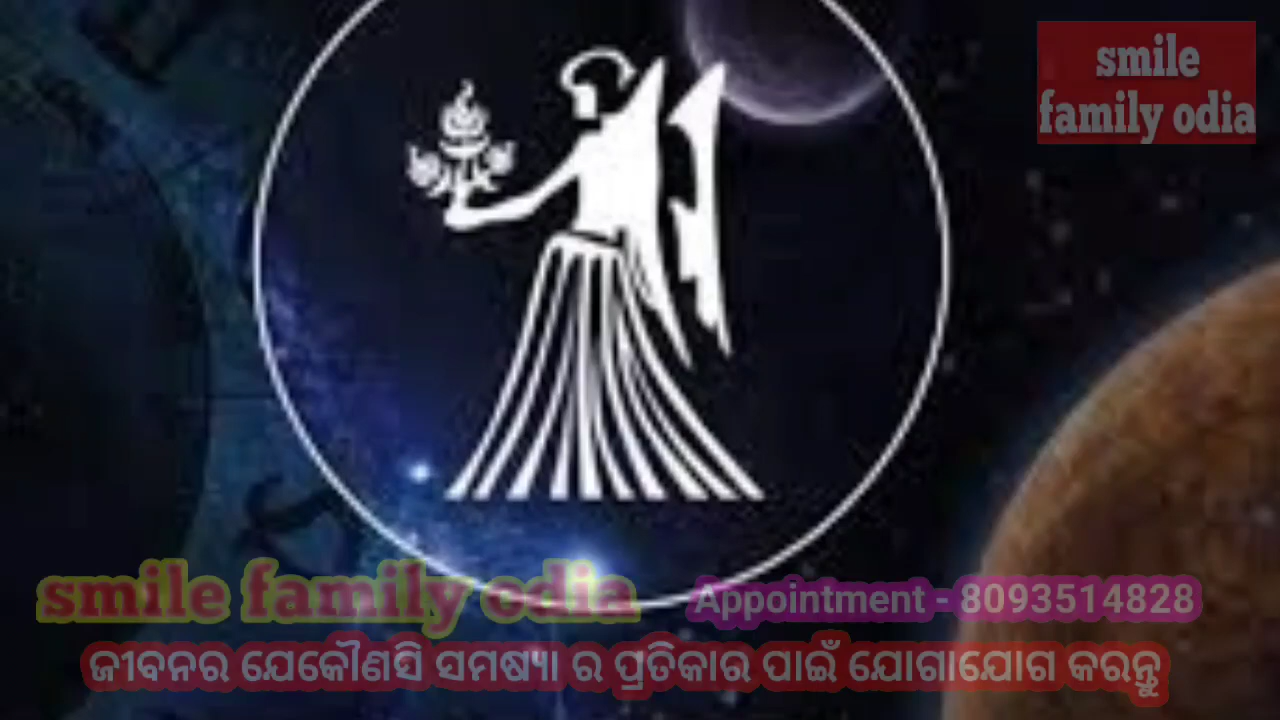 smile
family odia
smile family odia
Appointment - 8093514828
ଜୀବନର ଯେକୌଣସି ସମଷ୍ୟା ର ପ୍ରତିକାର ପାଇଁ ଯୋଗାଯୋଗ କରନ୍ତୁ